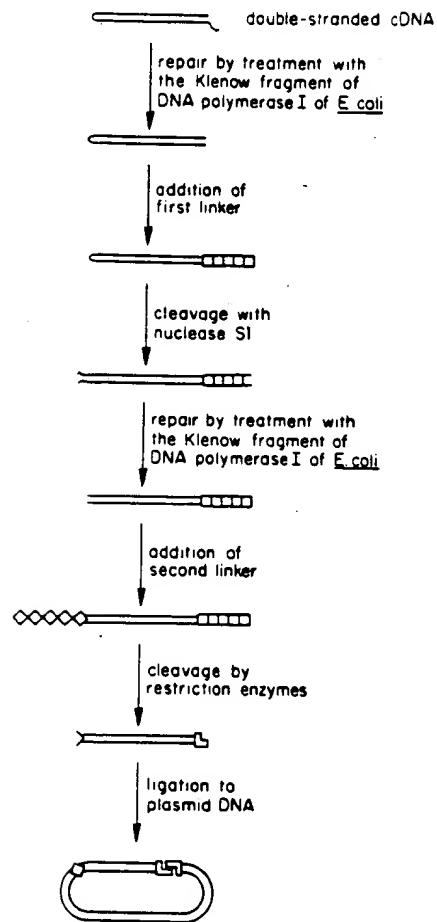 double-stranded cDNA
repair by treatment with
the Klenow fragment of
DNA polymerase I of E coli
addition of
first linker
cleavage with
nuclease S1
repair by treatment with
the Klenow fragment of
DNA polymerase I of E. coli
addition of
second linker
cleavage by
restriction enzymes
ligation to
plasmid DNA